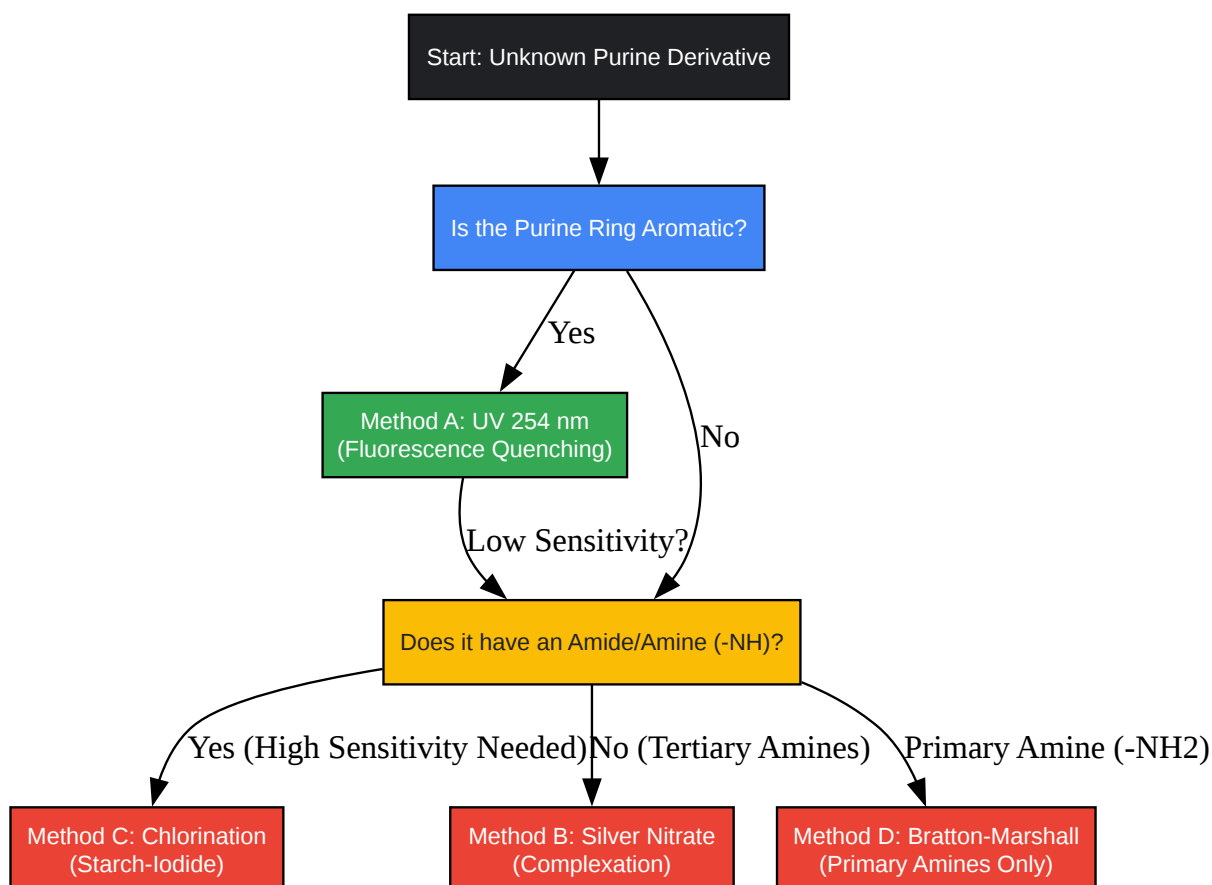 Start: Unknown Purine Derivative
Is the Purine Ring Aromatic?
Yes
Method A: UV 254 nm
(Fluorescence Quenching)
No
Low Sensitivity?
Does it have an Amide/Amine (-NH)?
Yes (High Sensitivity Needed)
No (Tertiary Amines)
Primary Amine (-NH2)
Method C: Chlorination
(Starch-Iodide)
Method B: Silver Nitrate
(Complexation)
Method D: Bratton-Marshall
(Primary Amines Only)